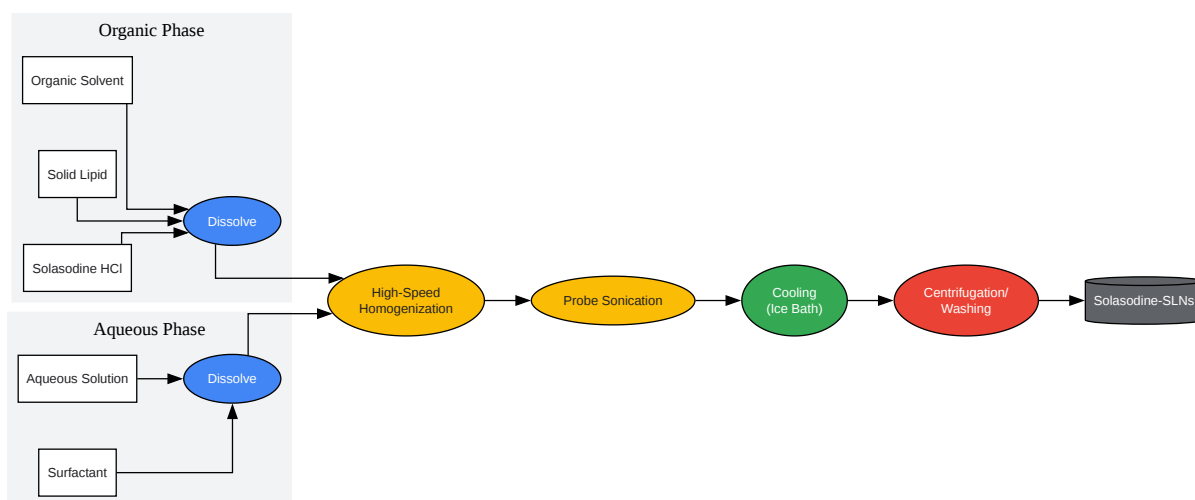 Organic Phase
Organic Solvent
Solid Lipid
Solasodine HCl
Dissolve
Aqueous Phase
Aqueous Solution
Surfactant
Dissolve
High-Speed
Homogenization
Probe Sonication
Cooling
(Ice Bath)
Centrifugation/
Washing
Solasodine-SLNs